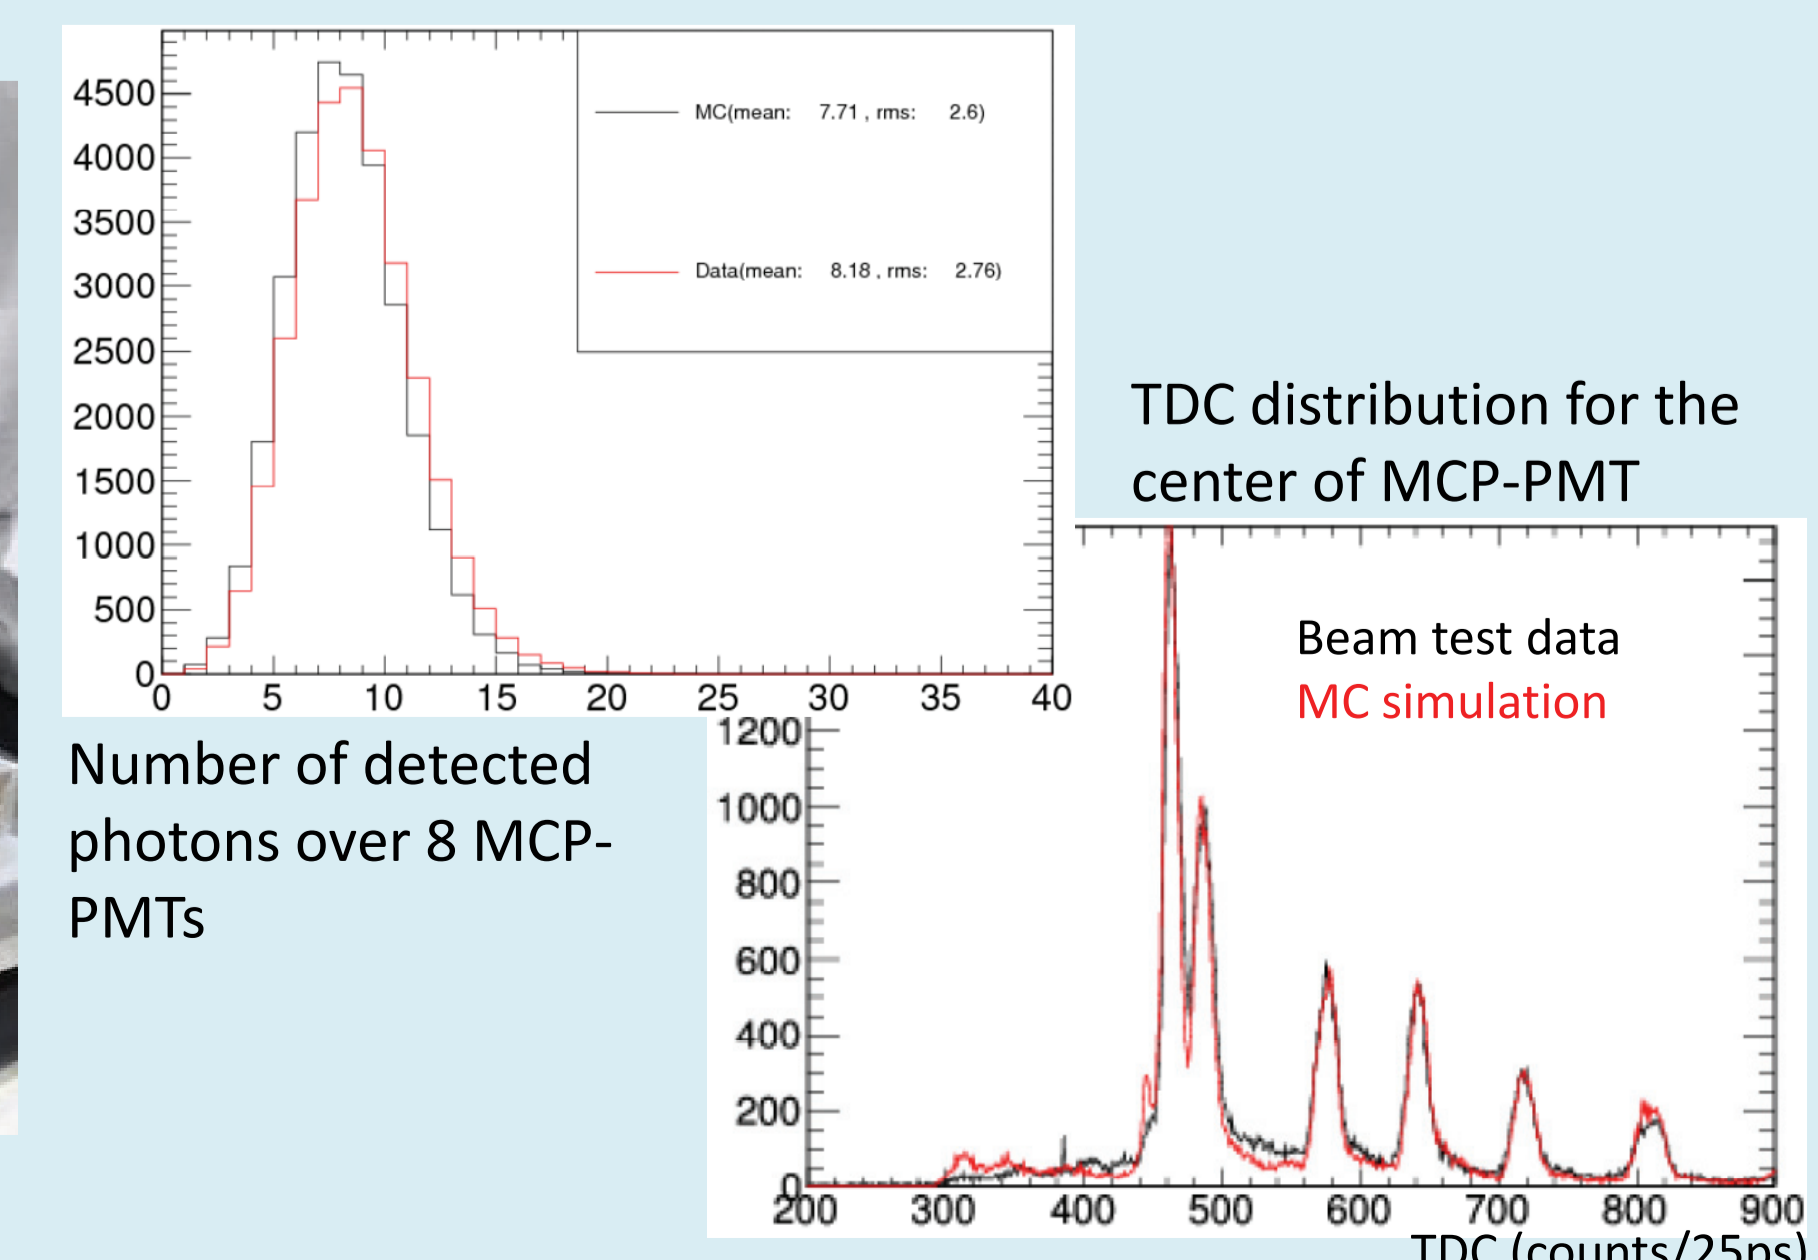 4500
4000
3500
3000
2500
2000
1500
1000
500
0
0 5 10 15 20 25 30 35 40
MC(mean: 7.71 , rms: 2.6)
Data(mean: 8.18 , rms: 2.76)
Number of detected
photons over 8 MCP-
PMTs
TDC distribution for the
center of MCP-PMT
Beam test data
MC simulation
1200
1000
800
600
400
200
0
200 300 400 500 600 700 800 900
TDC (counts/25ps)